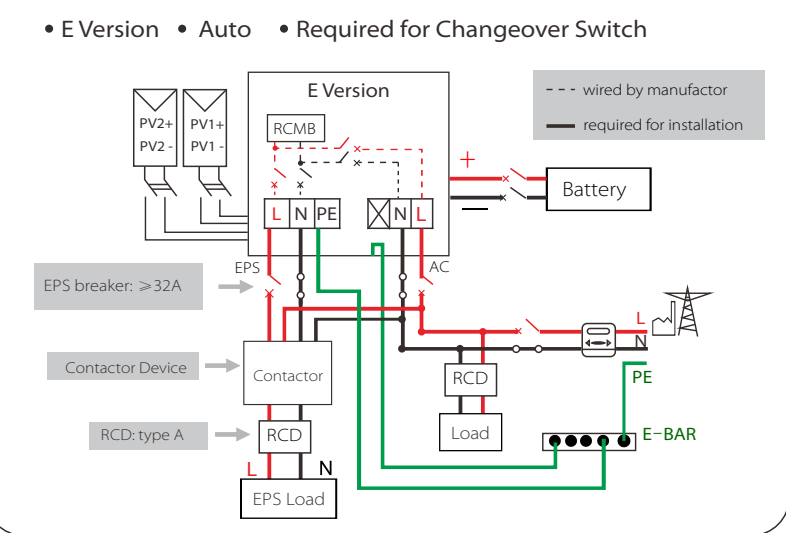 • E Version • Auto • Required for Changeover Switch
E Version
wired by manufactor
required for installation
RCMB
PV2+
PV2 -
PV1+
PV1 -
+
—
Battery
L N PE
N L
EPS
AC
EPS breaker: ⩾32A
L
N
Contactor Device
Contactor
RCD
PE
RCD: type A
RCD
Load
E-BAR
L
N
EPS Load